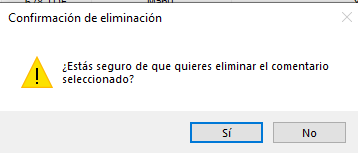 Confirmación de eliminación
¿Estás seguro de que quieres eliminar el comentario
seleccionado?
Sí
No